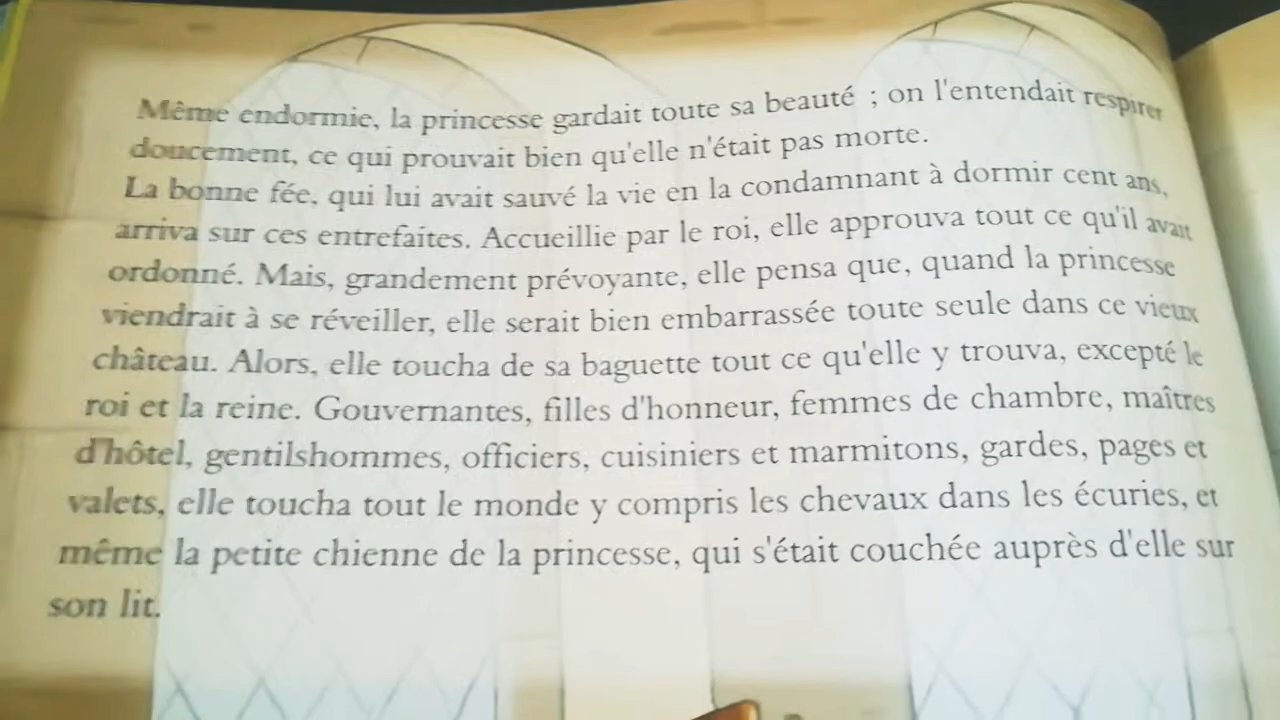 Même endormie, la princesse gardait toute sa beauté ; on l'entendait respirer
doucement, ce qui prouvait bien qu'elle n'était pas morte.
La bonne fée, qui lui avait sauvé la vie en la condamnant à dormir cent ans,
arriva sur ces entrefaites. Accueillie par le roi, elle approuva tout ce qu'il avait
ordonné. Mais, grandement prévoyante, elle pensa que, quand la princesse
viendrait à se réveiller, elle serait bien embarrassée toute seule dans ce vieux
château. Alors, elle toucha de sa baguette tout ce qu'elle y trouva, excepté le
roi et la reine. Gouvernantes, filles d'honneur, femmes de chambre, maîtres
d'hôtel, gentilshommes, officiers, cuisiniers et marmitons, gardes, pages et
valets, elle toucha tout le monde y compris les chevaux dans les écuries, et
même la petite chienne de la princesse, qui s'était couchée auprès d'elle sur
son lit.